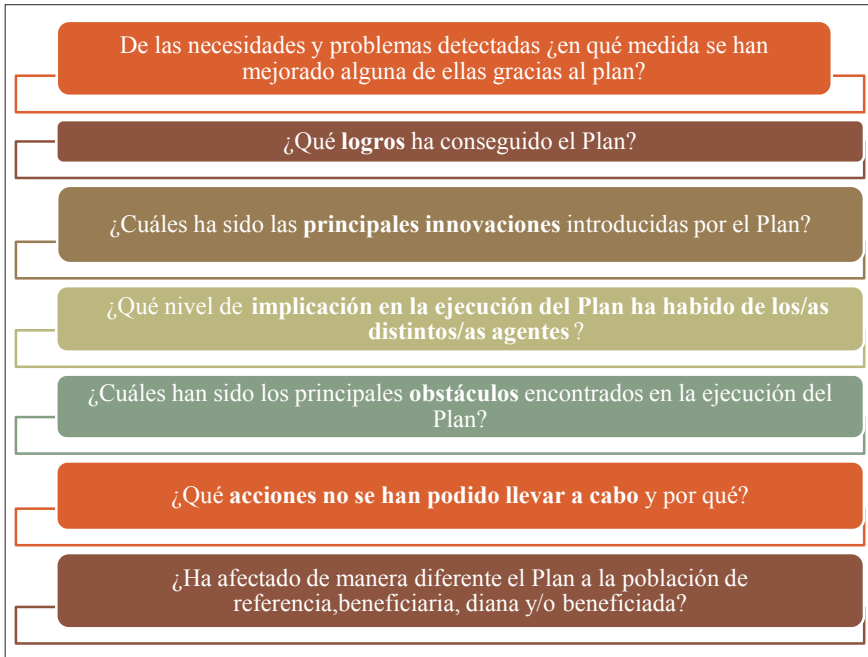 De las necesidades y problemas detectadas ¿en qué medida se han
mejorado alguna de ellas gracias al plan?
¿Qué logros ha conseguido el Plan?
¿Cuáles ha sido las principales innovaciones introducidas por el Plan?
¿Qué nivel de implicación en la ejecución del Plan ha habido de los/as
distintos/as agentes ?
¿Cuáles han sido los principales obstáculos encontrados en la ejecución del
Plan?
¿Qué acciones no se han podido llevar a cabo y por qué?
¿Ha afectado de manera diferente el Plan a la población de
referencia,beneficiaria, diana y/o beneficiada?